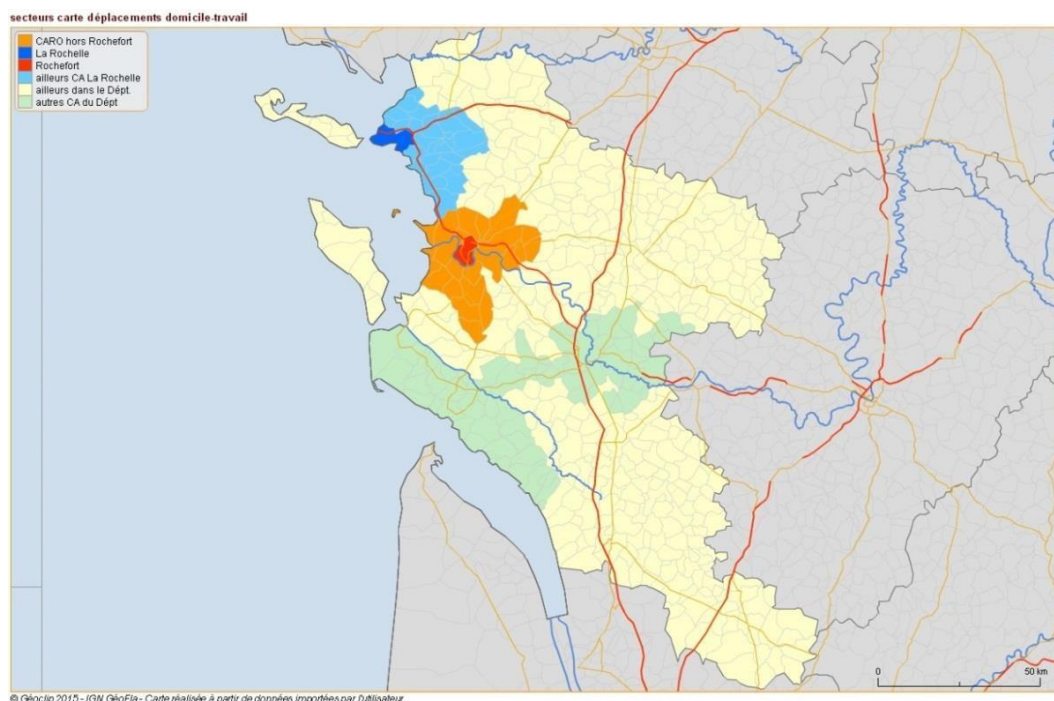 secteurs carte déplacements domicile-travail
CARO hors Rochefort
La Rochelle
Rochefort
ailleurs CA La Rochelle
ailleurs dans le Dépt.
autres CA du Dépt
0 50 km
© Géoclip 2015 - IGN GéoFla - Carte réalisée à partir de données importées par l'utilisateur